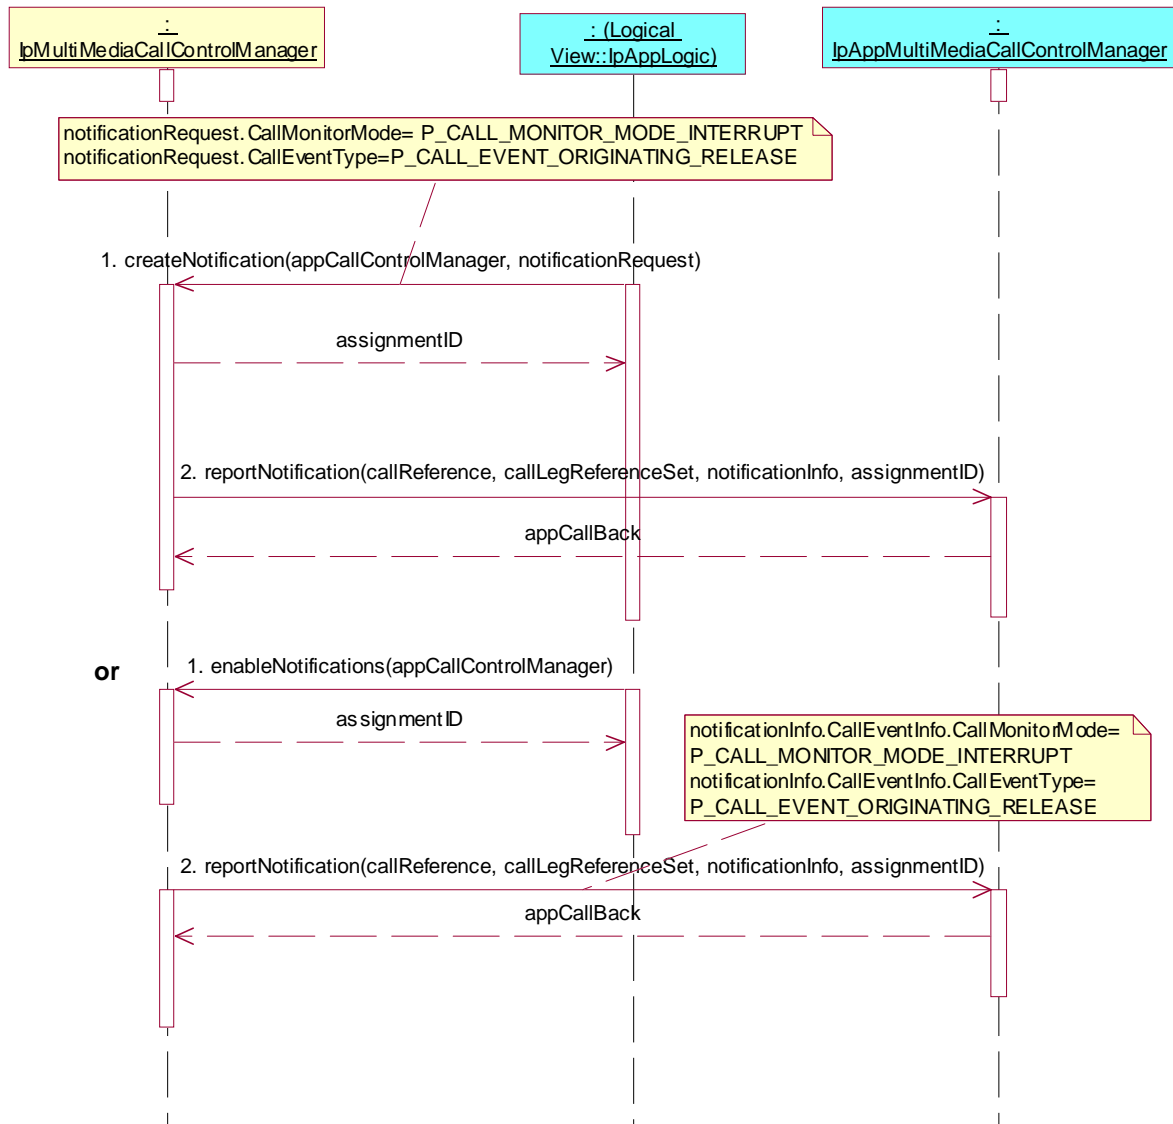 :
IpMultiMediaCallControlManager
: (Logical
View::IpAppLogic)
:
IpAppMultiMediaCallControlManager
notificationRequest.CallMonitorMode= P_CALL_MONITOR_MODE_INTERRUPT
notificationRequest.CallEventType=P_CALL_EVENT_ORIGINATING_RELEASE
1. createNotification(appCallControlManager, notificationRequest)
assignmentID
2. reportNotification(callReference, callLegReferenceSet, notificationInfo, assignmentID)
appCallBack
or
1. enableNotifications(appCallControlManager)
assignmentID
notificationInfo.CallEventInfo.CallMonitorMode=
P_CALL_MONITOR_MODE_INTERRUPT
notificationInfo.CallEventInfo.CallEventType=
P_CALL_EVENT_ORIGINATING_RELEASE
2. reportNotification(callReference, callLegReferenceSet, notificationInfo, assignmentID)
appCallBack